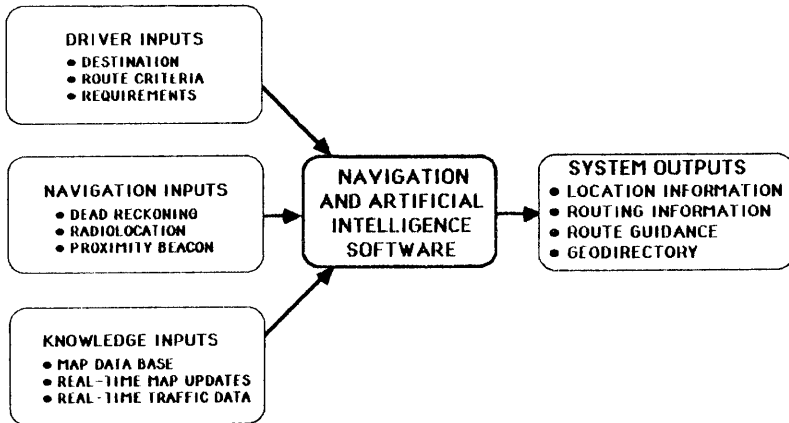 DRIVER INPUTS
● DESTINATION
● ROUTE CRITERIA
● REQUIREMENTS
NAVIGATION INPUTS
● DEAD RECKONING
● RADIOLOCATION
● PROXIMITY BEACON
KNOWLEDGE INPUTS
● MAP DATA BASE
● REAL-TIME MAP UPDATES
● REAL-TIME TRAFFIC DATA
NAVIGATION
AND ARTIFICIAL
INTELLIGENCE
SOFTWARE
SYSTEM OUTPUTS
● LOCATION INFORMATION
● ROUTING INFORMATION
● ROUTE GUIDANCE
● GEODIRECTORY